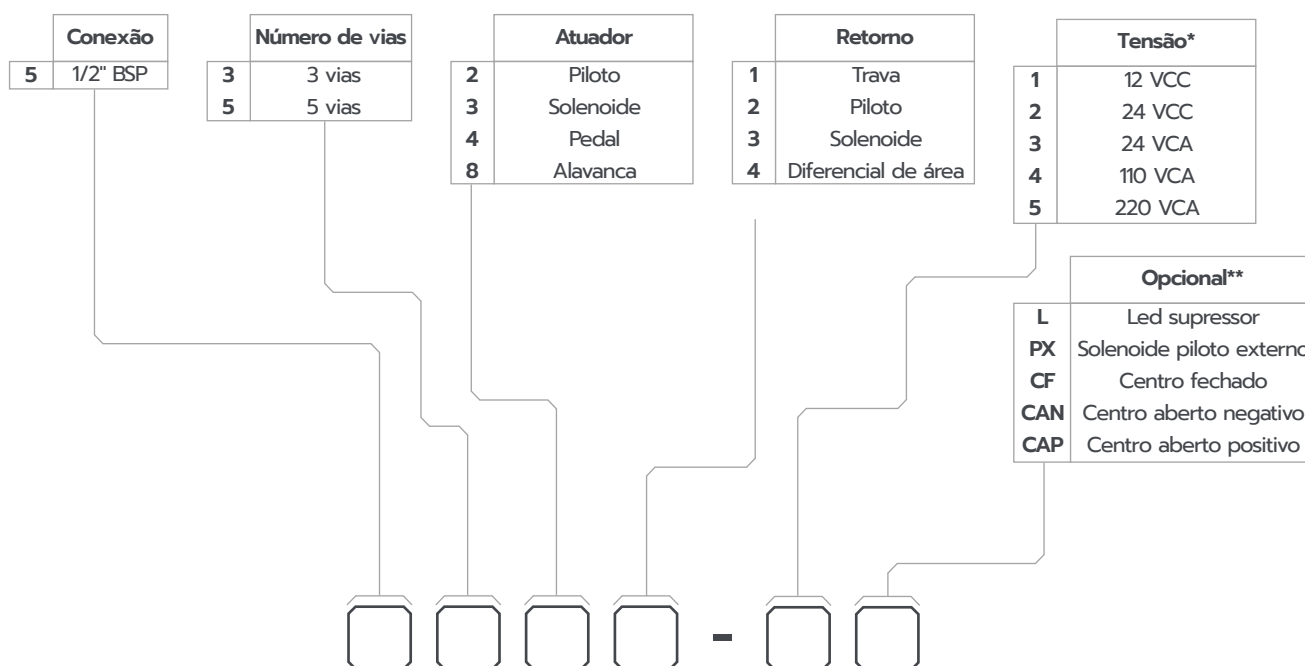 Conexão
5 1/2" BSP
Número de vias
3 3 vias
5 5 vias
Atuador
2 Piloto
3 Solenoide
4 Pedal
8 Alavanca
Retorno
1 Trava
2 Piloto
3 Solenoide
4 Diferencial de área
Tensão*
1 12 VCC
2 24 VCC
3 24 VCA
4 110 VCA
5 220 VCA
Opcional**
L Led supressor
PX Solenoide piloto externo
CF Centro fechado
CAN Centro aberto negativo
CAP Centro aberto positivo
-